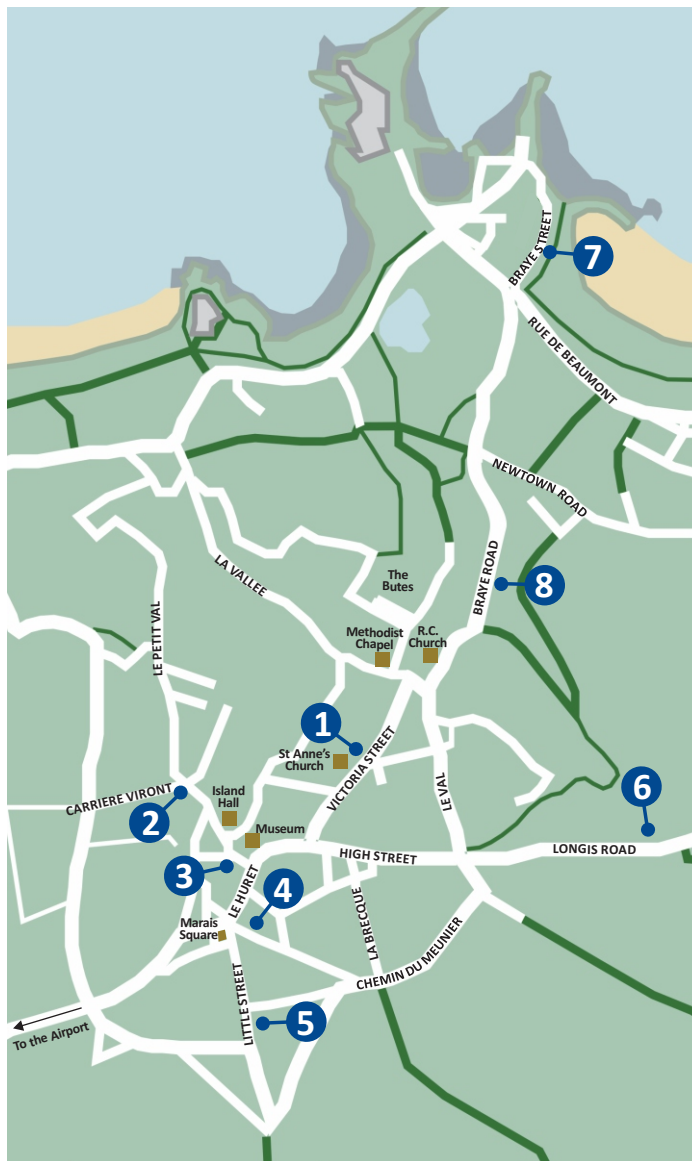 BRAYE STREET
7
RUE DE BEAUMONT
NEWTOWN ROAD
LA VALLEE
The
Butes
BRAYE ROAD
8
LE PETIT VAL
Methodist
Chapel
R.C.
Church
1
St Anne's
Church
VICTORIA STREET
LE VAL
CARRIERE VIRONT
2
Island
Hall
6
Museum
HIGH STREET
LONGIS ROAD
3
LE HURET
4
LA BRECQUE
Marais
Square
CHEMIN DU MEUNIER
LITTLE STREET
5
To the Airport